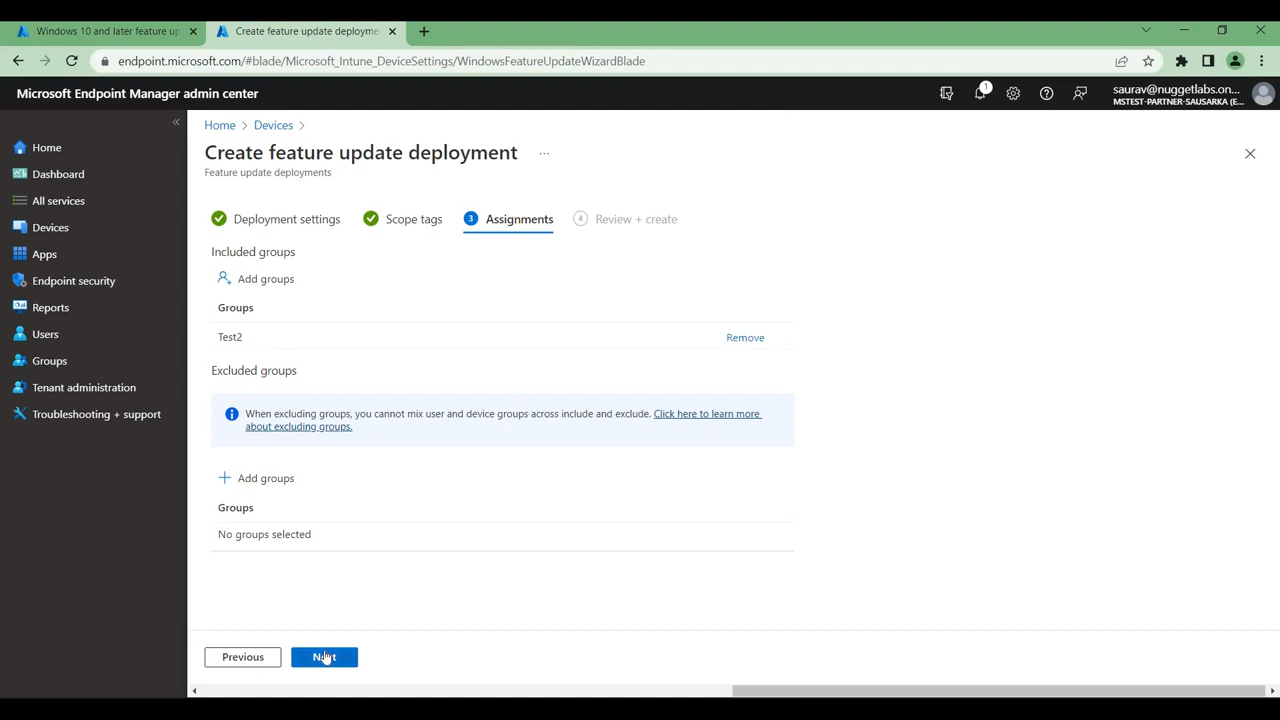 Windows 10 and later feature up
Create feature update deployme
endpoint.microsoft.com/#blade/Microsoft_Intune_DeviceSettings/WindowsFeatureUpdateWizardBlade
Microsoft Endpoint Manager admin center
1
saurav@nuggetlabs.on...
MSTEST-PARTNER-SAUSARKA (E...
Home
Dashboard
All services
Devices
Apps
Endpoint security
Reports
Users
Groups
Tenant administration
Troubleshooting + support
Home > Devices >
Create feature update deployment ...
Feature update deployments
Deployment settings
Scope tags
3 Assignments
4 Review + create
Included groups
Add groups
Groups
Test2 Remove
Excluded groups
When excluding groups, you cannot mix user and device groups across include and exclude. Click here to learn more
about excluding groups.
Add groups
Groups
No groups selected
Previous